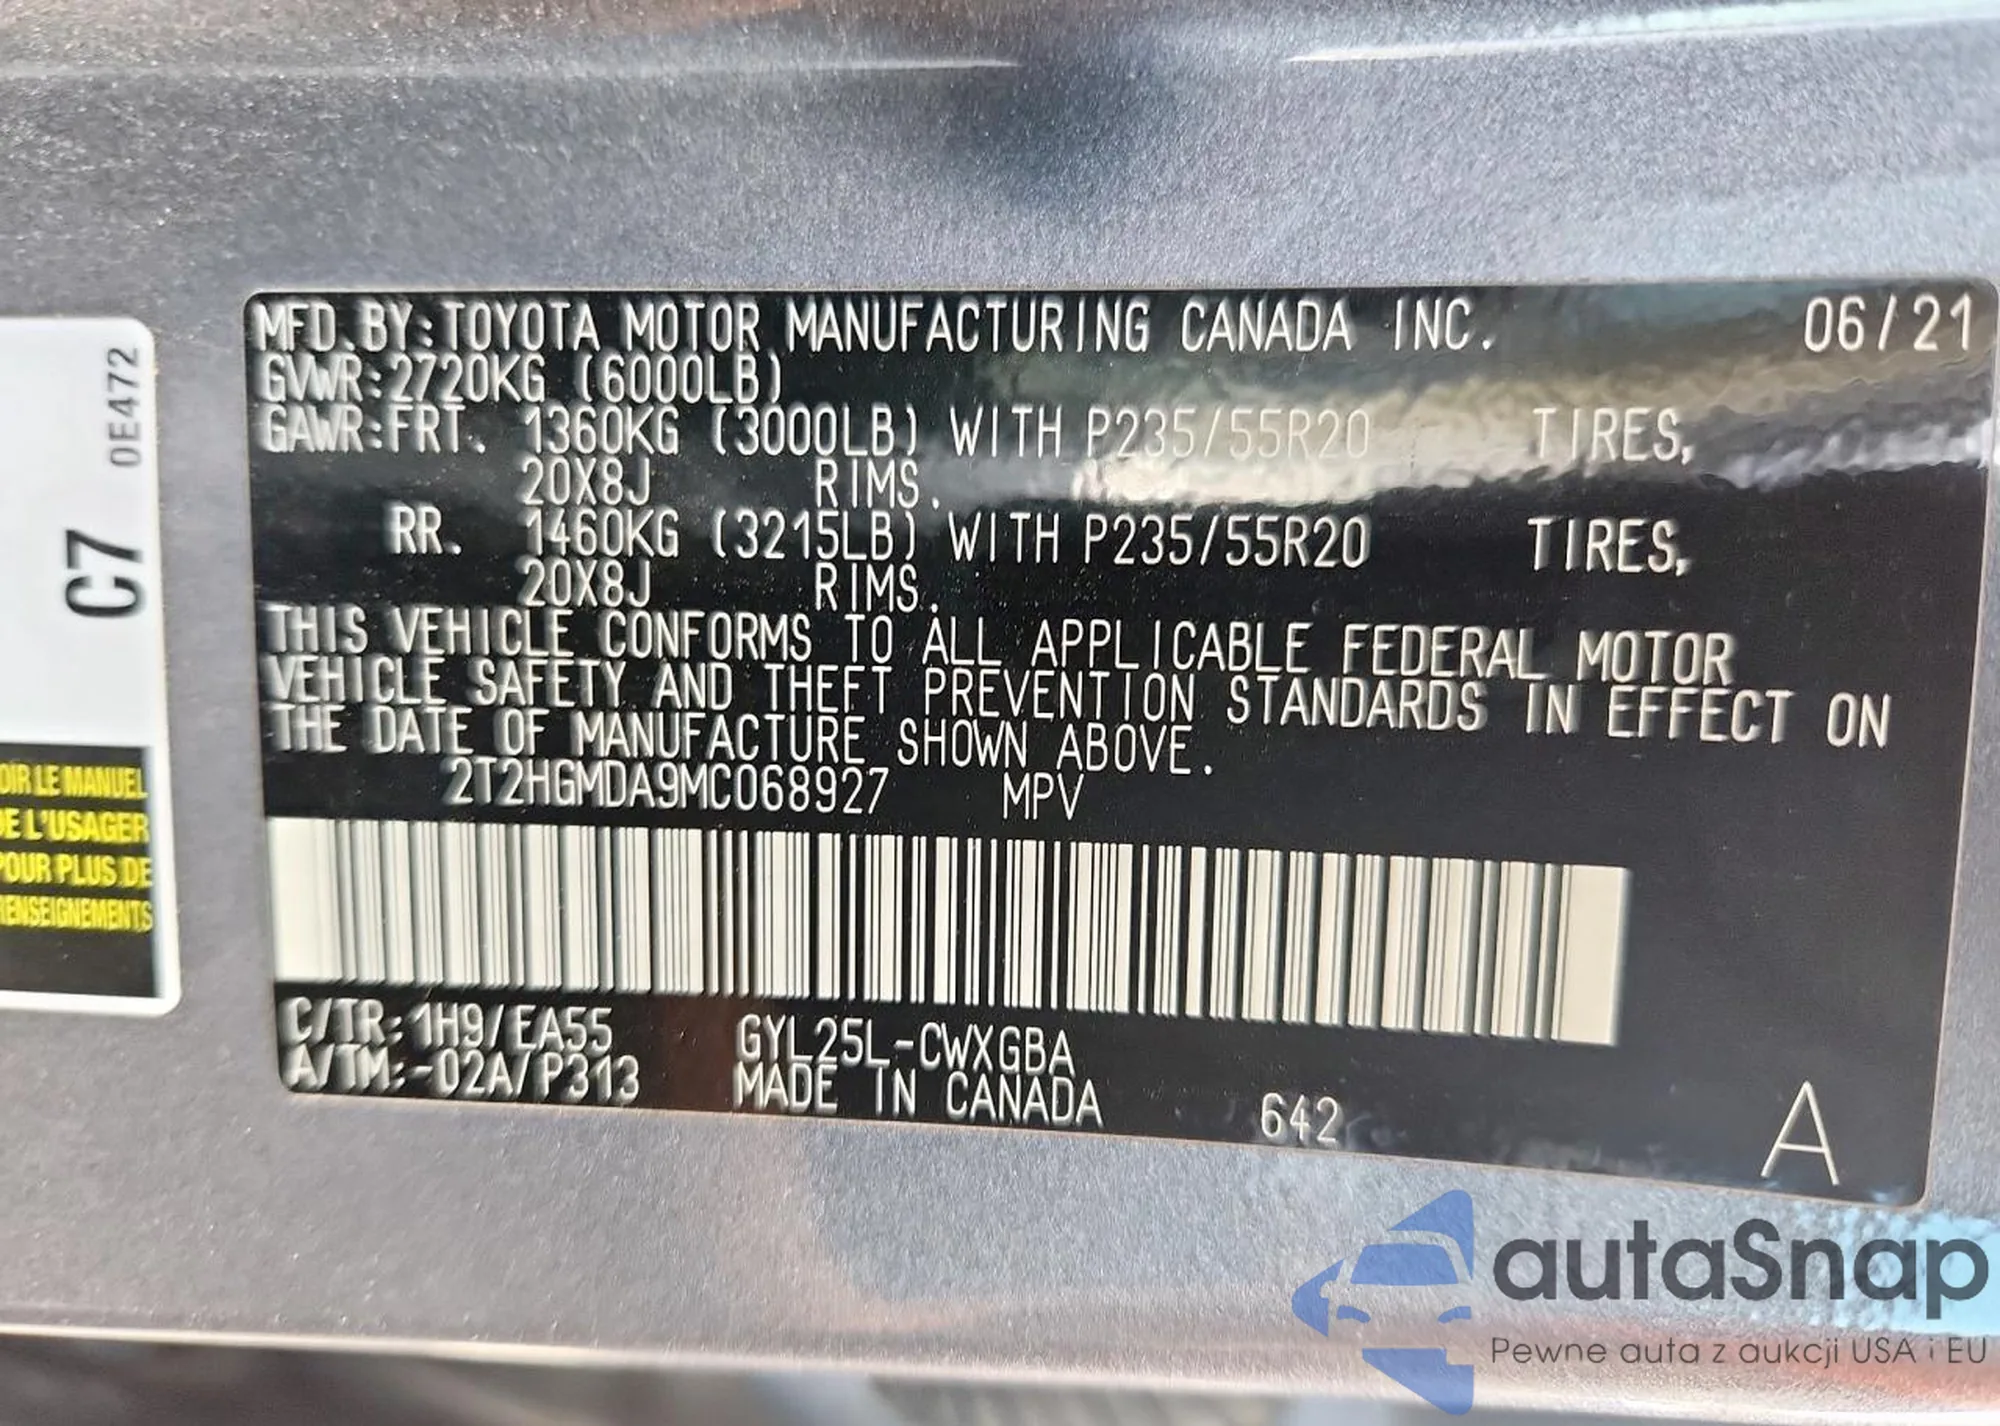 MFD.BY:TOYOTA MOTOR MANUFACTURING CANADA INC. 06/21
GVWR:2720KG (6000LB)
GAWR:FRT. 1360KG (3000LB) WITH P235/55R20 TIRES,
20X8J RIMS.
RR. 1460KG (3215LB) WITH P235/55R20 TIRES,
20X8J RIMS.
THIS VEHICLE CONFORMS TO ALL APPLICABLE FEDERAL MOTOR
VEHICLE SAFETY AND THEFT PREVENTION STANDARDS IN EFFECT ON
THE DATE OF MANUFACTURE SHOWN ABOVE.
2T2HGMDA9MC068927 MPV
C/TR:1H9/EA55 GYL25L-CWXGBA
A/TM:-02A/P313 MADE IN CANADA 642 A
0E472
C7
OIR LE MANUEL
DE L'USAGER
POUR PLUS DE
RENSEIGNEMENTS
autaSnap
Pewne auta z aukcji USA i EU